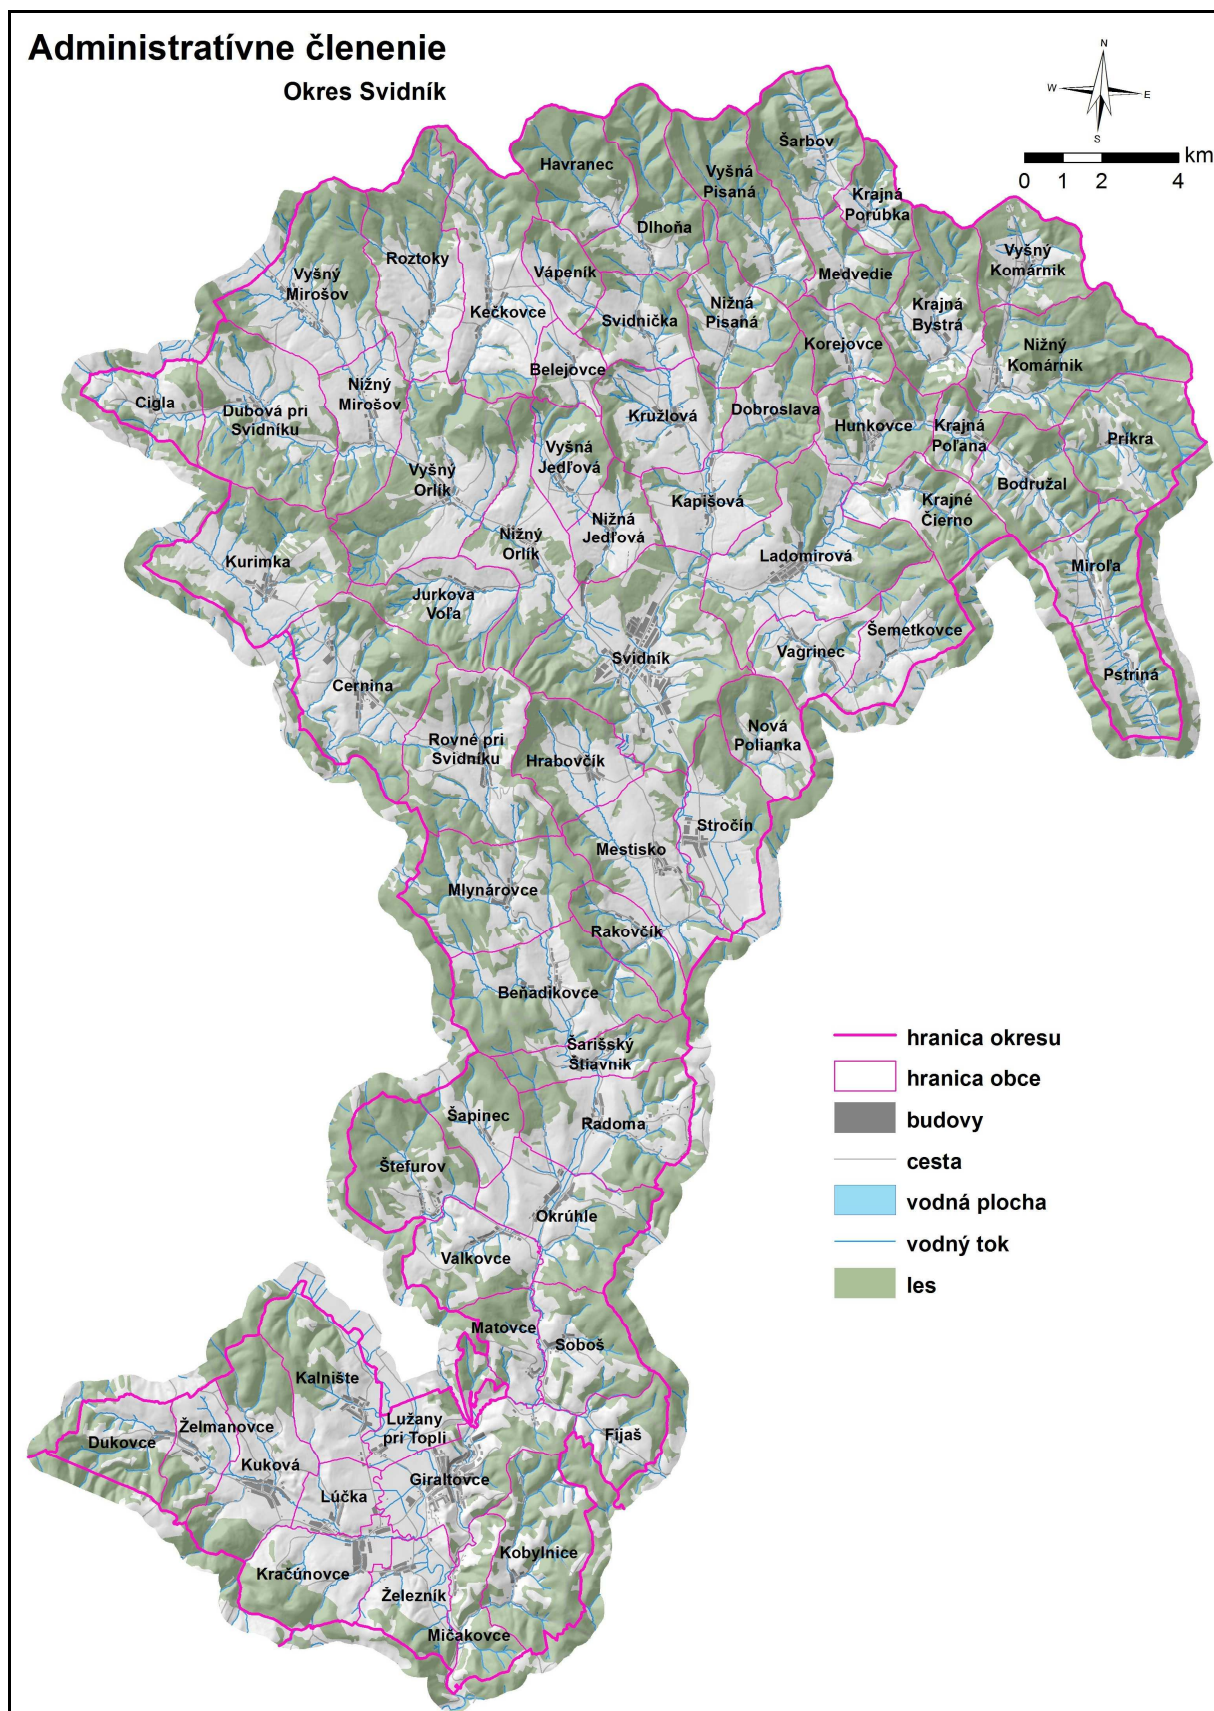 Administratívne členenie
Okres Svidník
N
W
E
S
km
0 1 2 4
Šarbov
Havranec
Vyšná
Pisaná
Krajná
Porúbka
Dlhoňa
Roztoky
Vyšný
Komárnik
Vápeník
Medvedie
Vyšný
Mirošov
Kečkovce
Nižná
Pisaná
Krajná
Bystrá
Svidnička
Korejovce
Nižný
Komárnik
Belejovce
Nižný
Mirošov
Cigla
Dubová pri
Svidníku
Kružlová
Dobroslava
Hunkovce
Krajná
Poľana
Príkra
Vyšná
Jedľová
Vyšný
Orlík
Bodružal
Kapišová
Krajné
Čierno
Nižný
Orlík
Nižná
Jedľová
Kurimka
Ladomirová
Miroľa
Jurkova
Voľa
Šemetkovce
Vagrinec
Svidník
Pstriná
Cernina
Nová
Polianka
Rovné pri
Svidníku
Hrabovčík
Stročín
Mestisko
Mlynárovce
Rakovčík
Beňadikovce
Šarišský
Štiavnik
Šapinec
Radoma
Štefurov
Okrúhle
Valkovce
Matovce
Soboš
Kalnište
Lužany
pri Topli
Želmanovce
Dukovce
Fijaš
Kuková
Giraltovce
Lúčka
Kobylnice
Kračúnovce
Železník
Mičakovce
hranica okresu
hranica obce
budovy
cesta
vodná plocha
vodný tok
les